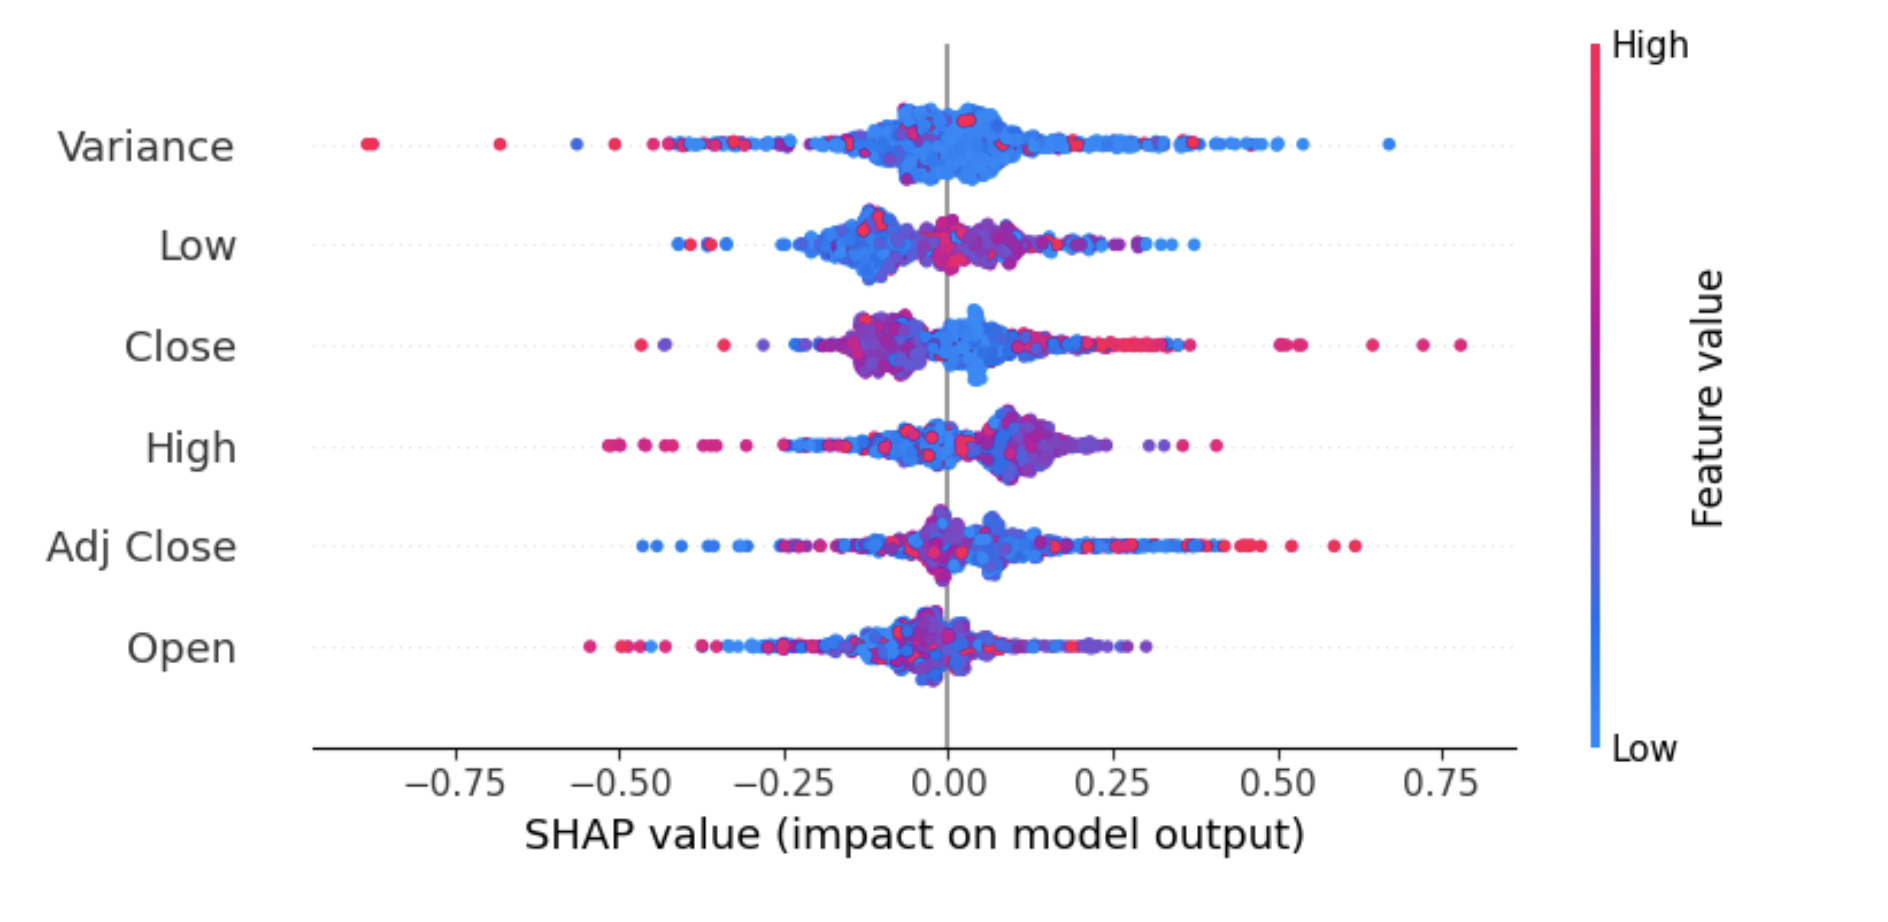 High
Variance
Low
Close
High
Adj Close
Open
Feature value
Low
−0.75 −0.50 −0.25 0.00 0.25 0.50 0.75
SHAP value (impact on model output)